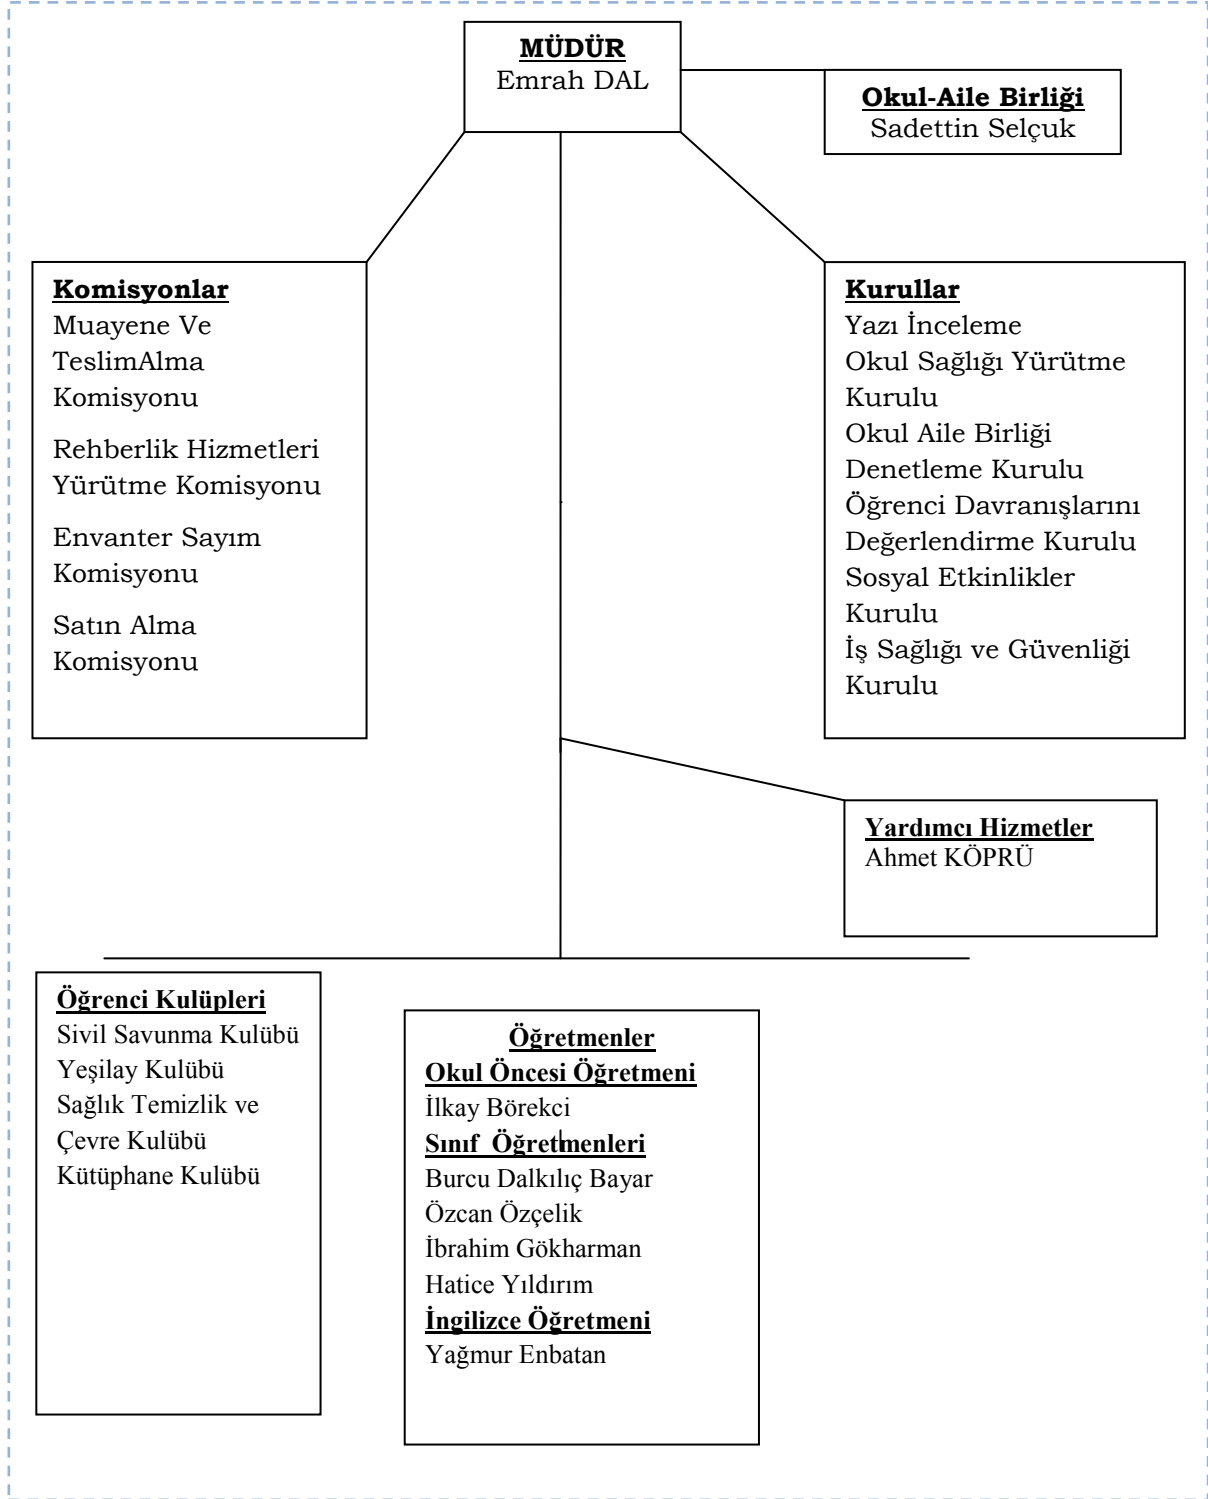 MÜDÜR
Emrah DAL
Okul-Aile Birliği
Sadettin Selçuk
Komisyonlar
Muayene Ve
TeslimAlma
Komisyonu
Rehberlik Hizmetleri
Yürütme Komisyonu
Envanter Sayım
Komisyonu
Satın Alma
Komisyonu
Kurullar
Yazı İnceleme
Okul Sağlığı Yürütme
Kurulu
Okul Aile Birliği
Denetleme Kurulu
Öğrenci Davranışlarını
Değerlendirme Kurulu
Sosyal Etkinlikler
Kurulu
İş Sağlığı ve Güvenliği
Kurulu
Yardımcı Hizmetler
Ahmet KÖPRÜ
Öğrenci Kulüpleri
Sivil Savunma Kulübü
Yeşilay Kulübü
Sağlık Temizlik ve
Çevre Kulübü
Kütüphane Kulübü
Öğretmenler
Okul Öncesi Öğretmeni
İlkay Börekci
Sınıf  Öğretmenleri
Burcu Dalkılıç Bayar
Özcan Özçelik
İbrahim Gökharman
Hatice Yıldırım
İngilizce Öğretmeni
Yağmur Enbatan